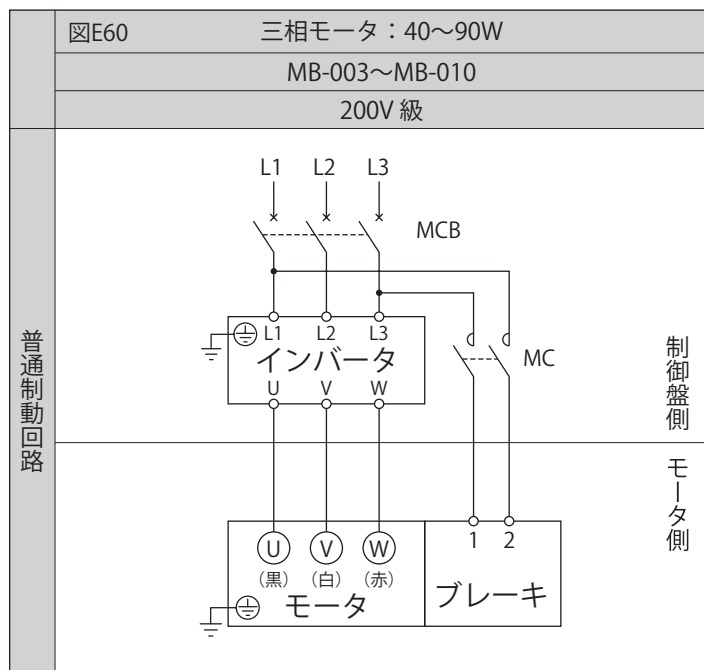 図E60 三相モータ：40～90W
MB-003～MB-010
200V 級
普通制動回路
L1 L2 L3
MCB
L1 L2 L3
インバータ
U V W
MC
制御盤側
モータ側
1 2
U V W
（黒） （白） （赤）
モータ
ブレーキ